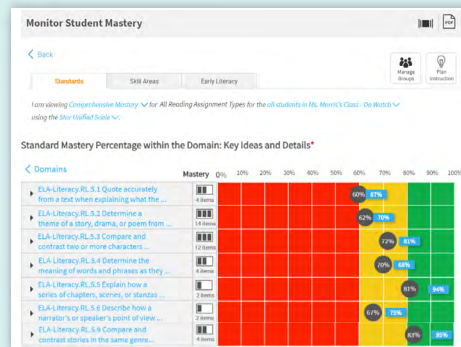 Monitor Student Mastery
PDF
Back
Manage
Groups
Plan
Instruction
Standards
Skill Areas
Early Literacy
I am viewing Comprehensive Mastery for All Reading Assignment Types for the all students in Ms. Morris's Class - Do Watch
using the Star Unified Scale
Standard Mastery Percentage within the Domain: Key Ideas and Details*
Domains
Mastery 0% 10% 20% 30% 40% 50% 60% 70% 80% 90% 100%
ELA-Literacy.RL.5.1 Quote accurately
from a text when explaining what the ...
4 items
60% 67%
ELA-Literacy.RL.5.2 Determine a
theme of a story, drama, or poem from ...
14 items
62% 70%
ELA-Literacy.RL.5.3 Compare and
contrast two or more characters ...
12 items
72% 81%
ELA-Literacy.RL.5.4 Determine the
meaning of words and phrases as they ...
4 items
70% 68%
ELA-Literacy.RL.5.5 Explain how a
series of chapters, scenes, or stanzas ...
2 items
81% 94%
ELA-Literacy.RL.5.6 Describe how a
narrator's or speaker's point of view ...
2 items
67% 75%
ELA-Literacy.RL.5.9 Compare and
contrast stories in the same genre...
4 items
83% 95%